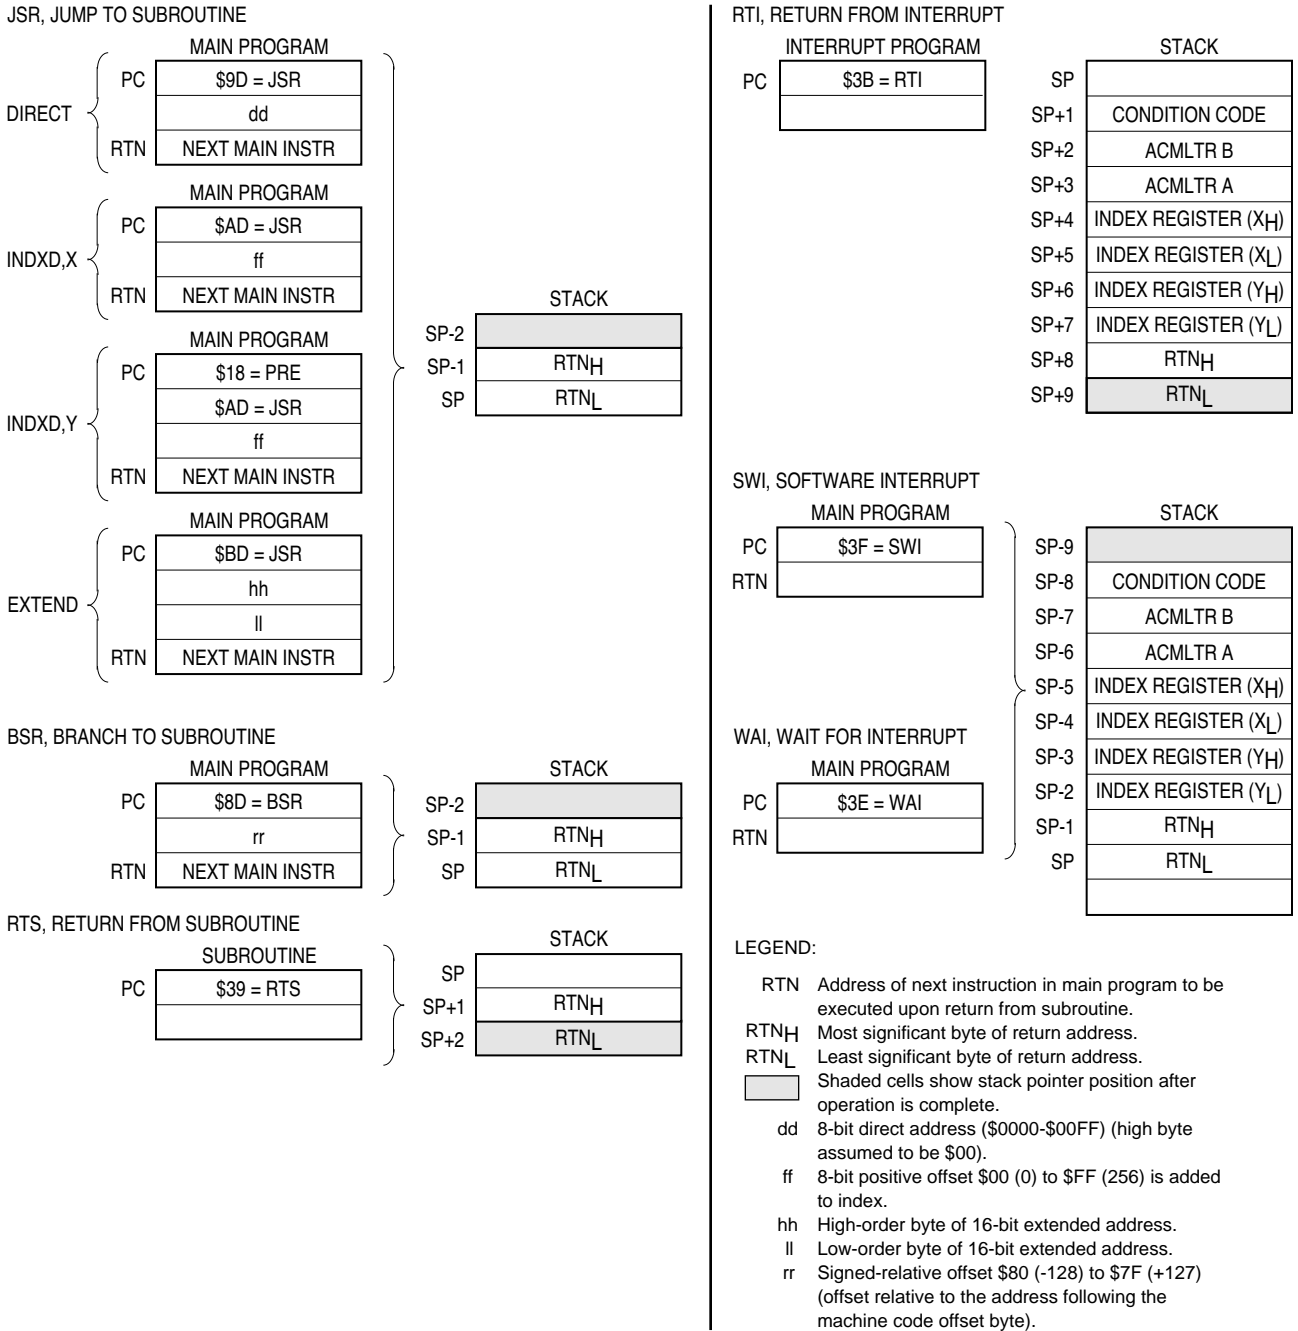 JSR, JUMP TO SUBROUTINE
MAIN PROGRAM
DIRECT
PC $9D = JSR
dd
RTN NEXT MAIN INSTR
MAIN PROGRAM
INDXD,X
PC $AD = JSR
ff
RTN NEXT MAIN INSTR
MAIN PROGRAM
INDXD,Y
PC $18 = PRE
$AD = JSR
ff
RTN NEXT MAIN INSTR
MAIN PROGRAM
EXTEND
PC $BD = JSR
hh
ll
RTN NEXT MAIN INSTR
STACK
SP-2
SP-1 RTNH
SP RTNL
BSR, BRANCH TO SUBROUTINE
MAIN PROGRAM
PC $8D = BSR
rr
RTN NEXT MAIN INSTR
STACK
SP-2
SP-1 RTNH
SP RTNL
RTS, RETURN FROM SUBROUTINE
SUBROUTINE
PC $39 = RTS
STACK
SP
SP+1 RTNH
SP+2 RTNL
RTI, RETURN FROM INTERRUPT
INTERRUPT PROGRAM
PC $3B = RTI
STACK
SP
SP+1 CONDITION CODE
SP+2 ACMLTR B
SP+3 ACMLTR A
SP+4 INDEX REGISTER (XH)
SP+5 INDEX REGISTER (XL)
SP+6 INDEX REGISTER (YH)
SP+7 INDEX REGISTER (YL)
SP+8 RTNH
SP+9 RTNL
SWI, SOFTWARE INTERRUPT
MAIN PROGRAM
PC $3F = SWI
RTN
WAI, WAIT FOR INTERRUPT
MAIN PROGRAM
PC $3E = WAI
RTN
STACK
SP-9
SP-8 CONDITION CODE
SP-7 ACMLTR B
SP-6 ACMLTR A
SP-5 INDEX REGISTER (XH)
SP-4 INDEX REGISTER (XL)
SP-3 INDEX REGISTER (YH)
SP-2 INDEX REGISTER (YL)
SP-1 RTNH
SP RTNL
LEGEND:
RTN Address of next instruction in main program to be
executed upon return from subroutine.
RTNH Most significant byte of return address.
RTNL Least significant byte of return address.
Shaded cells show stack pointer position after
operation is complete.
dd 8-bit direct address ($0000-$00FF) (high byte
assumed to be $00).
ff 8-bit positive offset $00 (0) to $FF (256) is added
to index.
hh High-order byte of 16-bit extended address.
ll Low-order byte of 16-bit extended address.
rr Signed-relative offset $80 (-128) to $7F (+127)
(offset relative to the address following the
machine code offset byte).